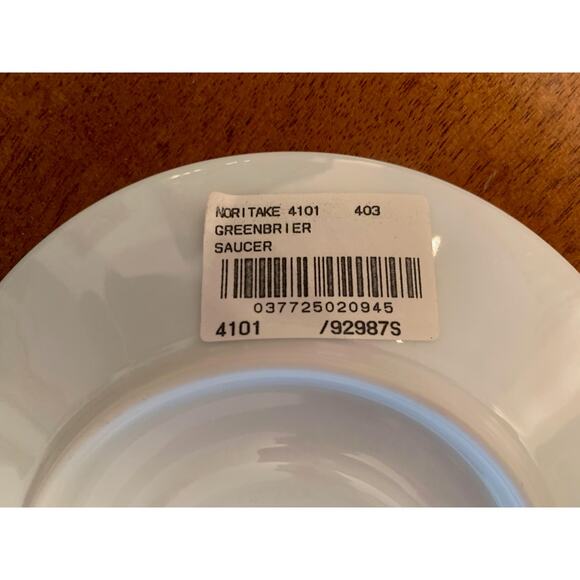 NORITAKE 4101 403
GREENBRIER
SAUCER
037725020945
4101 /92987S